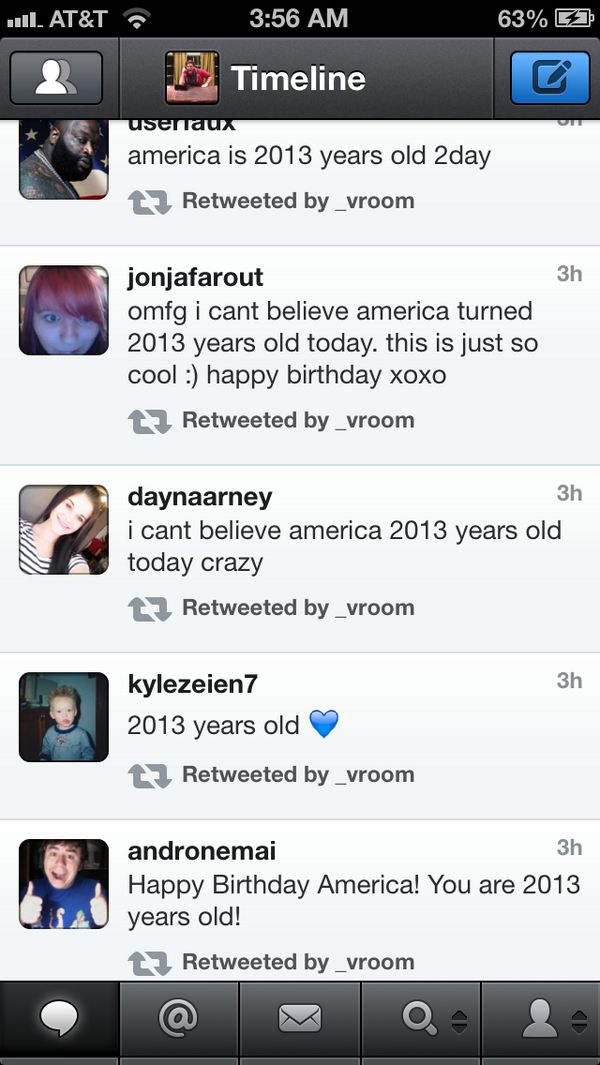 AT&T 3:56 AM 63%
Timeline
userfaux
america is 2013 years old 2day
Retweeted by _vroom
jonjafarout 3h
omfg i cant believe america turned
2013 years old today. this is just so
cool :) happy birthday xoxo
Retweeted by _vroom
daynaarney 3h
i cant believe america 2013 years old
today crazy
Retweeted by _vroom
kylezeien7 3h
2013 years old 💙
Retweeted by _vroom
andronemai 3h
Happy Birthday America! You are 2013
years old!
Retweeted by _vroom
@